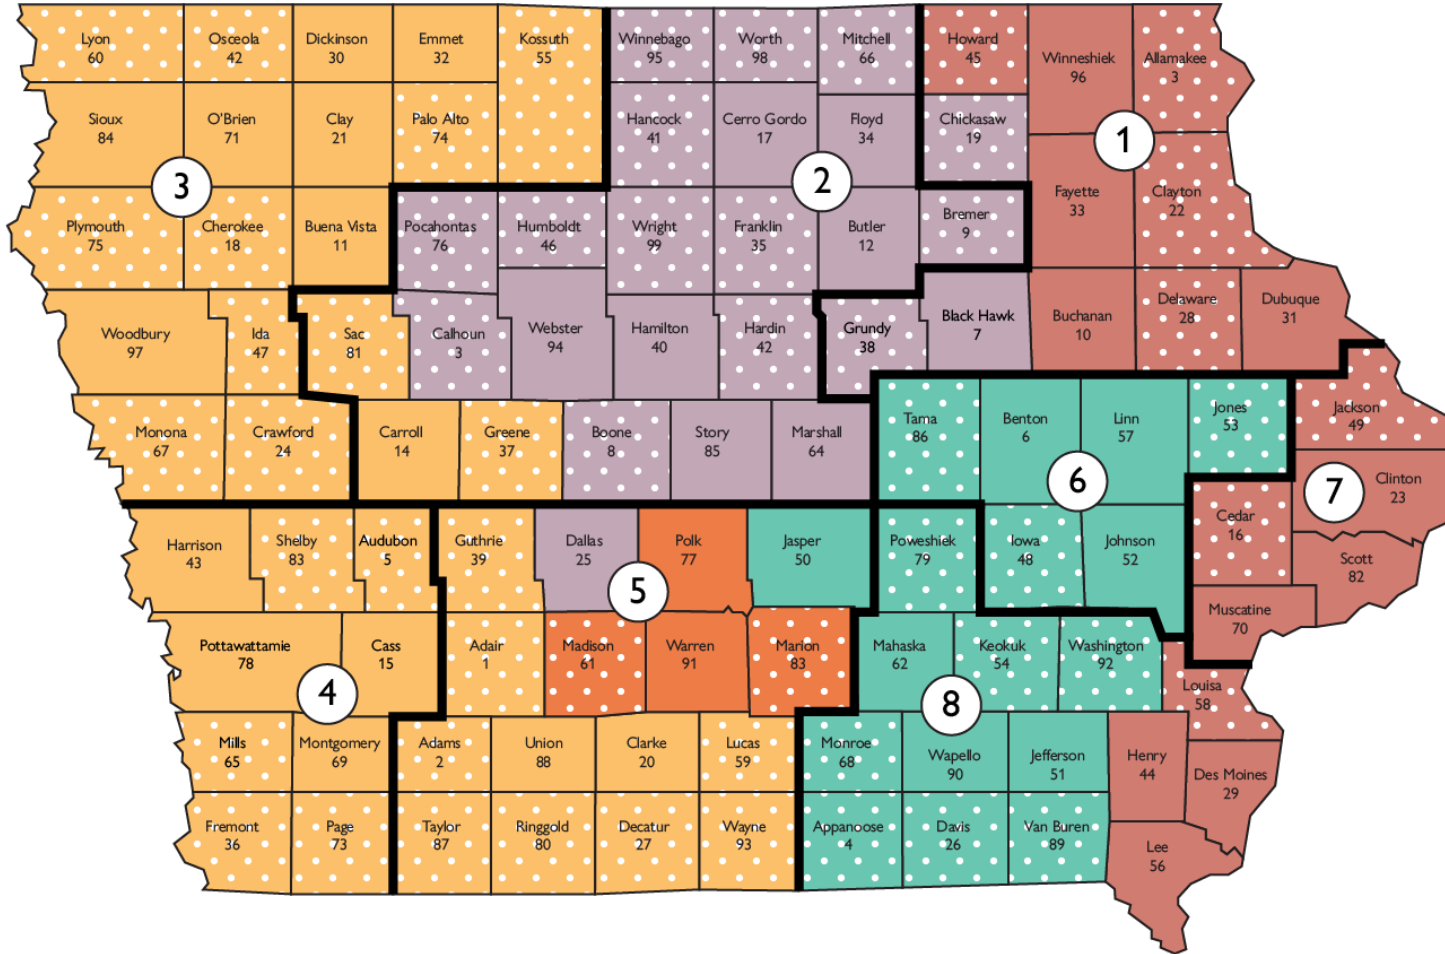 Lyon
60
Osceola
42
Dickinson
30
Emmet
32
Kossuth
55
Winnebago
95
Worth
98
Mitchell
66
Howard
45
Winneshiek
96
Allamakee
3
Sioux
84
O'Brien
71
Clay
21
Palo Alto
74
Hancock
41
Cerro Gordo
17
Floyd
34
Chickasaw
19
1
3
2
Plymouth
75
Cherokee
18
Buena Vista
11
Pocahontas
76
Humboldt
46
Wright
99
Franklin
35
Butler
12
Bremer
9
Fayette
33
Clayton
22
Woodbury
97
Ida
47
Sac
81
Calhoun
3
Webster
94
Hamilton
40
Hardin
42
Grundy
38
Black Hawk
7
Buchanan
10
Delaware
28
Dubuque
31
Monona
67
Crawford
24
Carroll
14
Greene
37
Boone
8
Story
85
Marshall
64
Tama
86
Benton
6
Linn
57
Jones
53
Jackson
49
6
7
Clinton
23
Harrison
43
Shelby
83
Audubon
5
Guthrie
39
Dallas
25
Polk
77
Jasper
50
Poweshiek
79
Iowa
48
Johnson
52
Cedar
16
Scott
82
5
Muscatine
70
Pottawattamie
78
Cass
15
Adair
1
Madison
61
Warren
91
Marion
83
Mahaska
62
Keokuk
54
Washington
92
Louisa
58
4
8
Mills
65
Montgomery
69
Adams
2
Union
88
Clarke
20
Lucas
59
Monroe
68
Wapello
90
Jefferson
51
Henry
44
Des Moines
29
Fremont
36
Page
73
Taylor
87
Ringgold
80
Decatur
27
Wayne
93
Appanoose
4
Davis
26
Van Buren
89
Lee
56